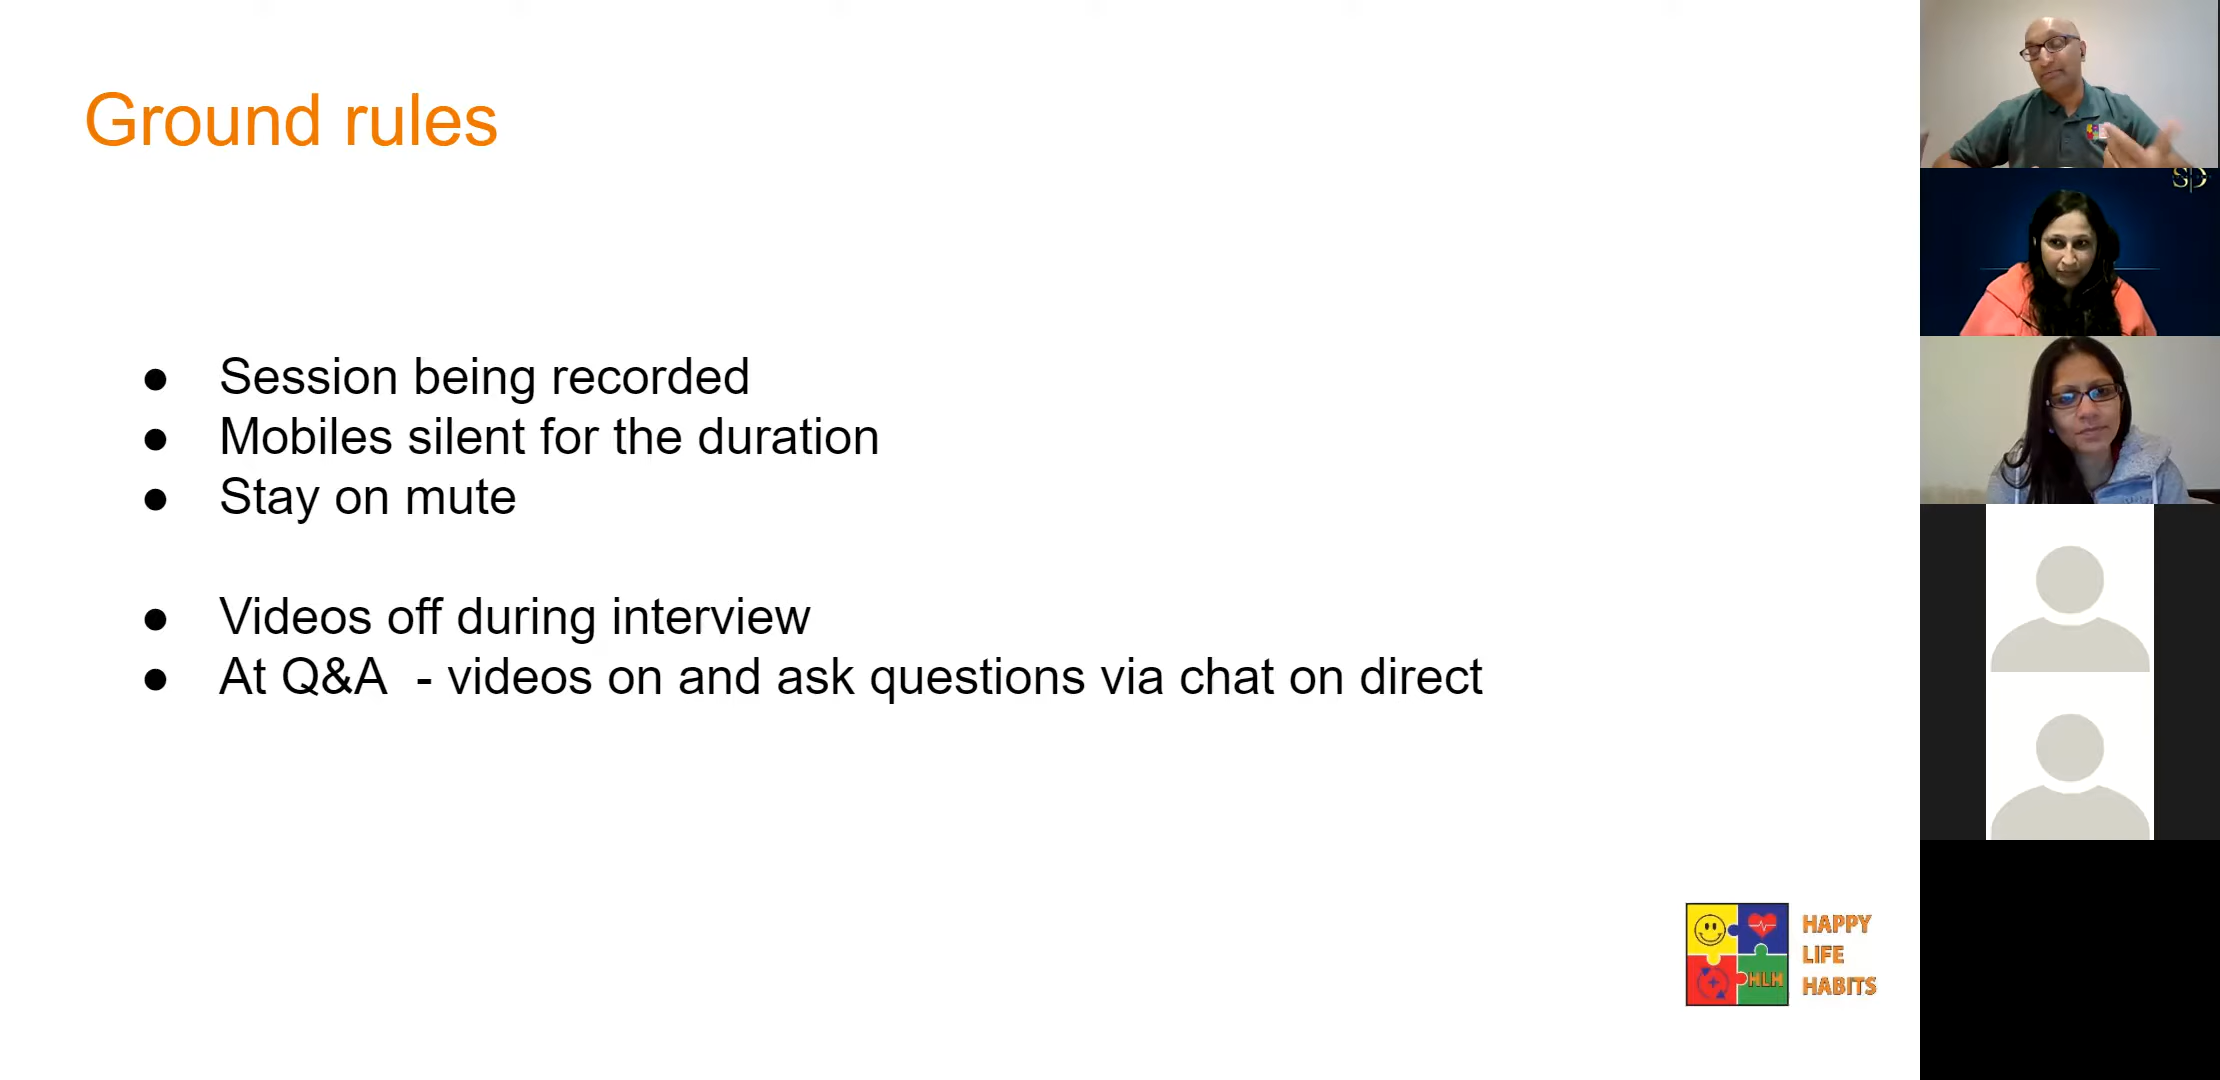 Ground rules
● Session being recorded
● Mobiles silent for the duration
● Stay on mute
● Videos off during interview
● At Q&A  - videos on and ask questions via chat on direct
HLH
HAPPY
LIFE
HABITS
SD